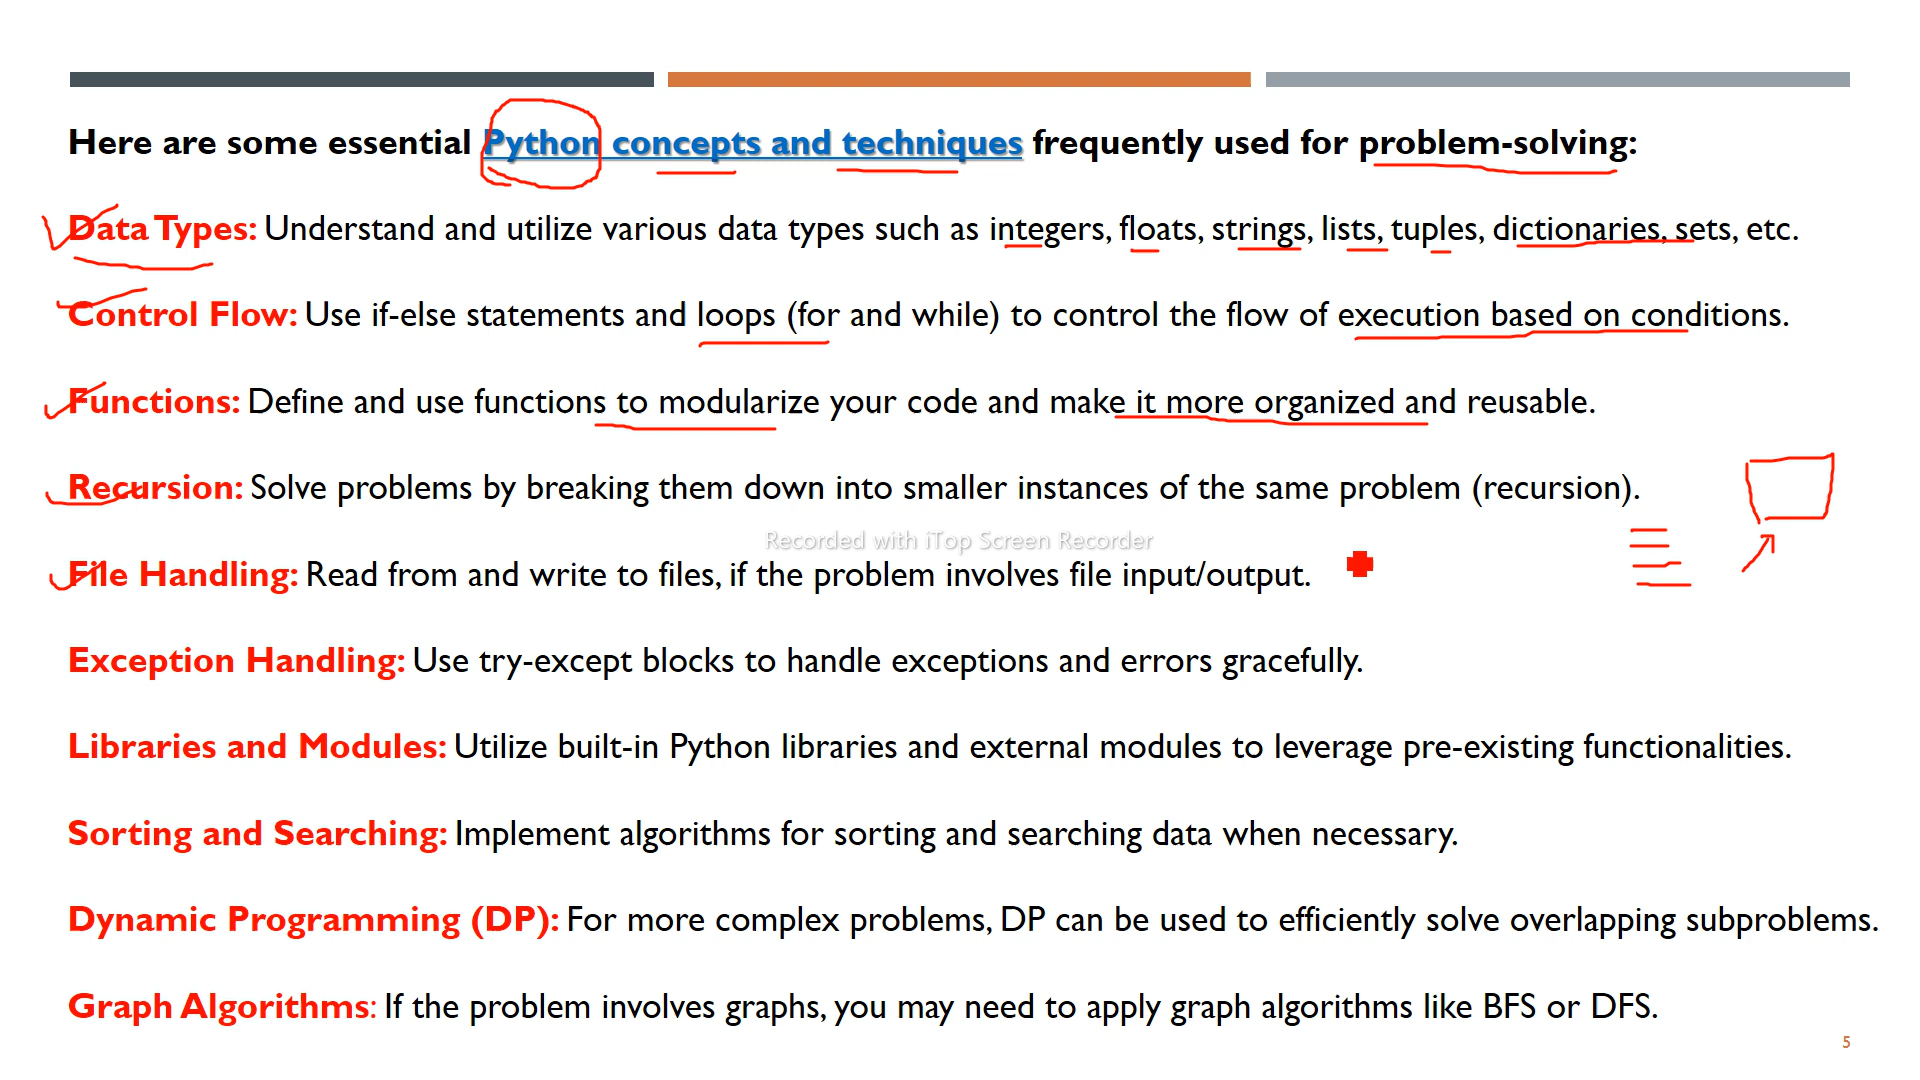 Here are some essential Python concepts and techniques frequently used for problem-solving:
Data Types: Understand and utilize various data types such as integers, floats, strings, lists, tuples, dictionaries, sets, etc.
Control Flow: Use if-else statements and loops (for and while) to control the flow of execution based on conditions.
Functions: Define and use functions to modularize your code and make it more organized and reusable.
Recursion: Solve problems by breaking them down into smaller instances of the same problem (recursion).
Recorded with iTop Screen Recorder
File Handling: Read from and write to files, if the problem involves file input/output.
Exception Handling: Use try-except blocks to handle exceptions and errors gracefully.
Libraries and Modules: Utilize built-in Python libraries and external modules to leverage pre-existing functionalities.
Sorting and Searching: Implement algorithms for sorting and searching data when necessary.
Dynamic Programming (DP): For more complex problems, DP can be used to efficiently solve overlapping subproblems.
Graph Algorithms: If the problem involves graphs, you may need to apply graph algorithms like BFS or DFS.
5